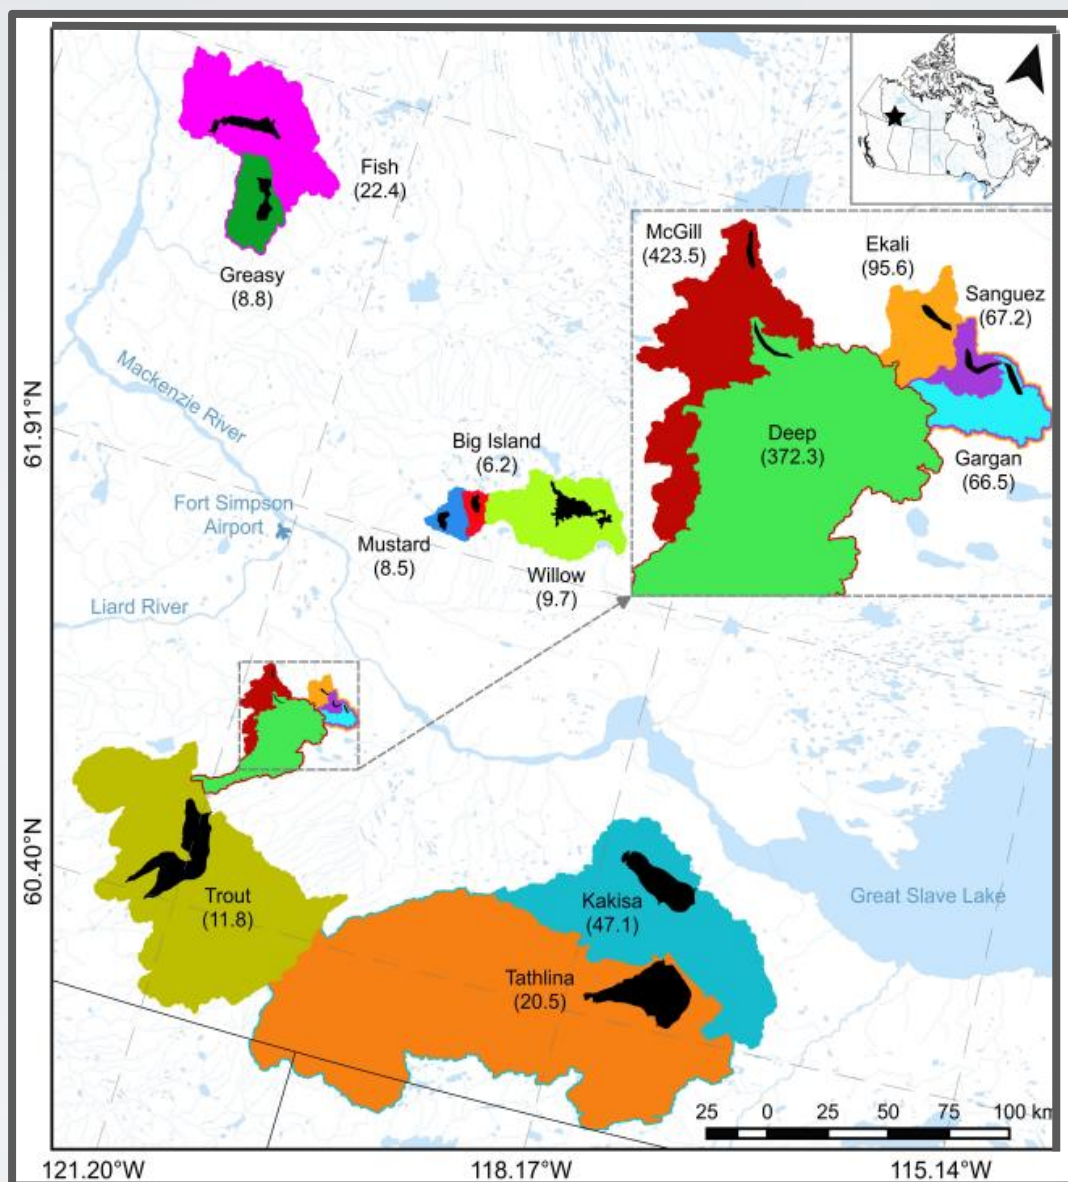 Fish
(22.4)
Greasy
(8.8)
McGill
(423.5)
Ekali
(95.6)
Sanguez
(67.2)
Deep
(372.3)
Gargan
(66.5)
Mackenzie River
61.91°N
Big Island
(6.2)
Fort Simpson
Airport
Mustard
(8.5)
Willow
(9.7)
Liard River
60.40°N
Trout
(11.8)
Kakisa
(47.1)
Great Slave Lake
Tathlina
(20.5)
25 0 25 50 75 100 km
121.20°W 118.17°W 115.14°W